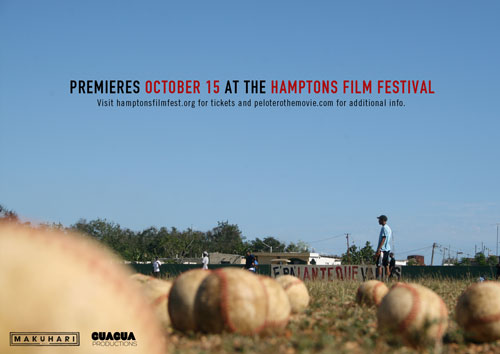 PREMIERES OCTOBER 15 AT THE HAMPTONS FILM FESTIVAL
Visit hamptonsfilmfest.org for tickets and peloterothemovie.com for additional info.
MAKUHARI
GUAGUA
PRODUCTIONS